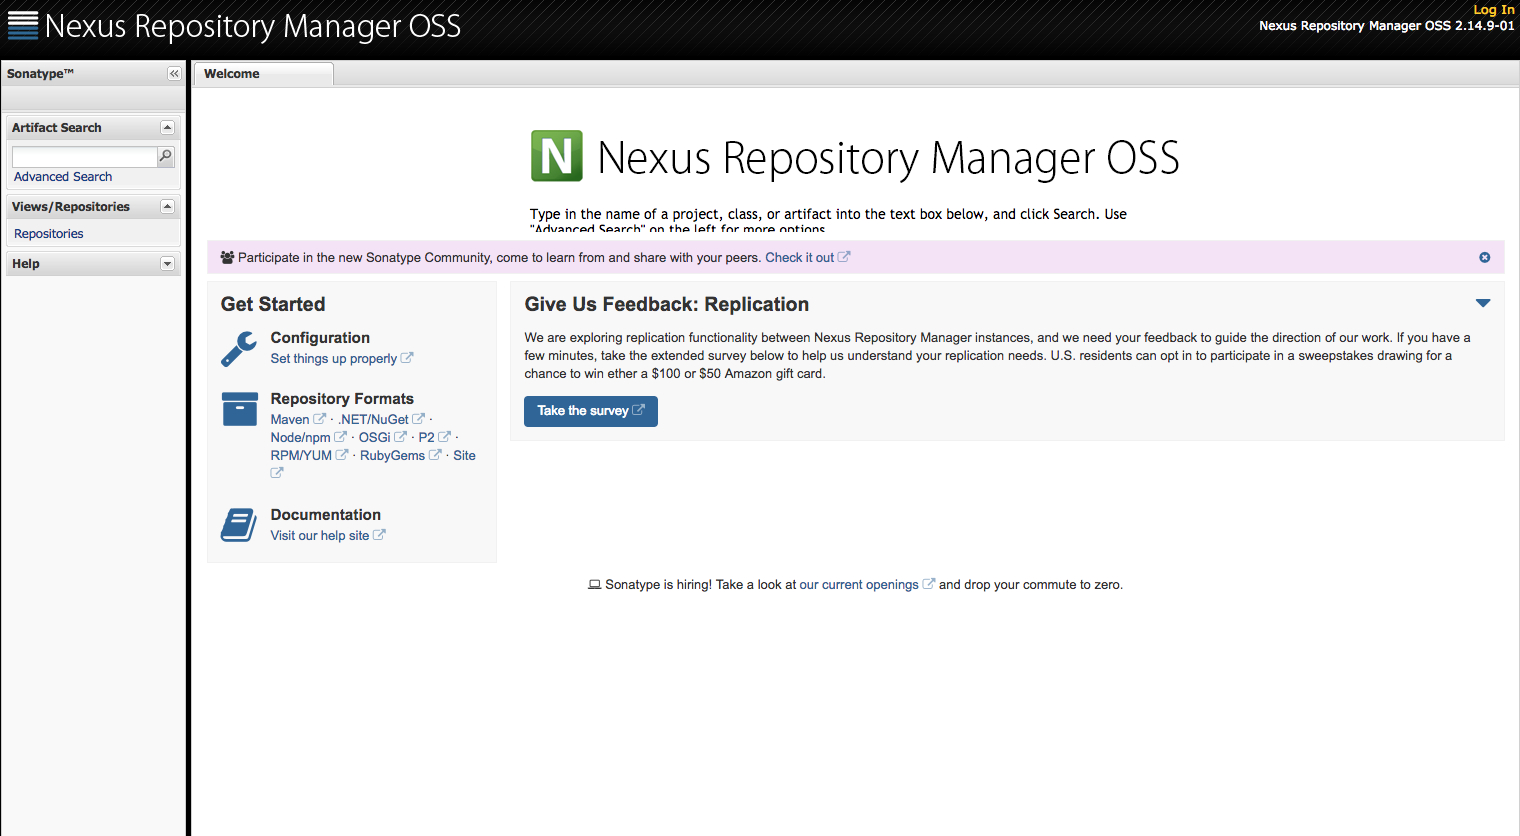 Nexus Repository Manager OSS
Log In
Nexus Repository Manager OSS 2.14.9-01
Sonatype™
Welcome
Artifact Search
Advanced Search
Views/Repositories
Repositories
Help
N Nexus Repository Manager OSS
Type in the name of a project, class, or artifact into the text box below, and click Search. Use
"Advanced Search" on the left for more options.
Participate in the new Sonatype Community, come to learn from and share with your peers. Check it out
Get Started
Configuration
Set things up properly
Repository Formats
Maven · .NET/NuGet ·
Node/npm · OSGi · P2 ·
RPM/YUM · RubyGems · Site
Documentation
Visit our help site
Give Us Feedback: Replication
We are exploring replication functionality between Nexus Repository Manager instances, and we need your feedback to guide the direction of our work. If you have a
few minutes, take the extended survey below to help us understand your replication needs. U.S. residents can opt in to participate in a sweepstakes drawing for a
chance to win ether a $100 or $50 Amazon gift card.
Take the survey
Sonatype is hiring! Take a look at our current openings and drop your commute to zero.